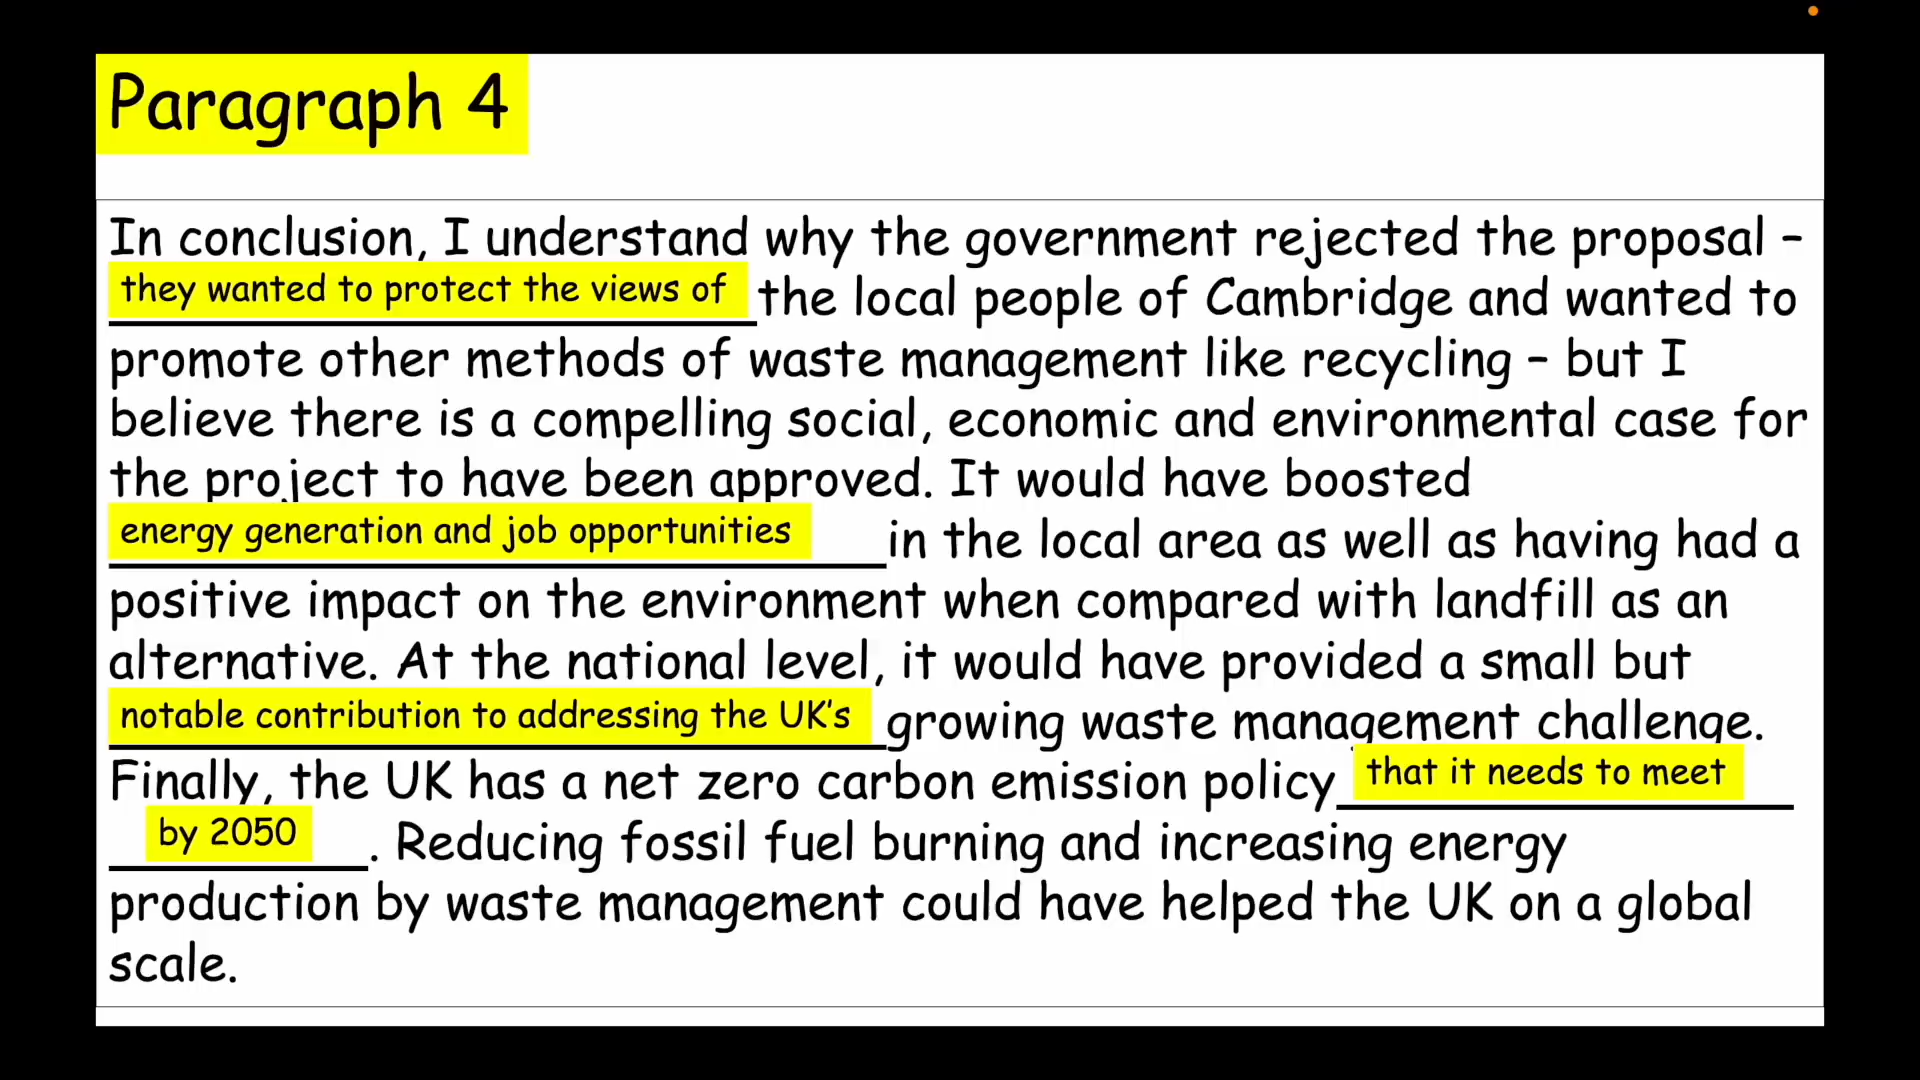 Paragraph 4
In conclusion, I understand why the government rejected the proposal –
they wanted to protect the views of the local people of Cambridge and wanted to
promote other methods of waste management like recycling – but I
believe there is a compelling social, economic and environmental case for
the project to have been approved. It would have boosted
energy generation and job opportunities in the local area as well as having had a
positive impact on the environment when compared with landfill as an
alternative. At the national level, it would have provided a small but
notable contribution to addressing the UK's growing waste management challenge.
Finally, the UK has a net zero carbon emission policy that it needs to meet
by 2050. Reducing fossil fuel burning and increasing energy
production by waste management could have helped the UK on a global
scale.